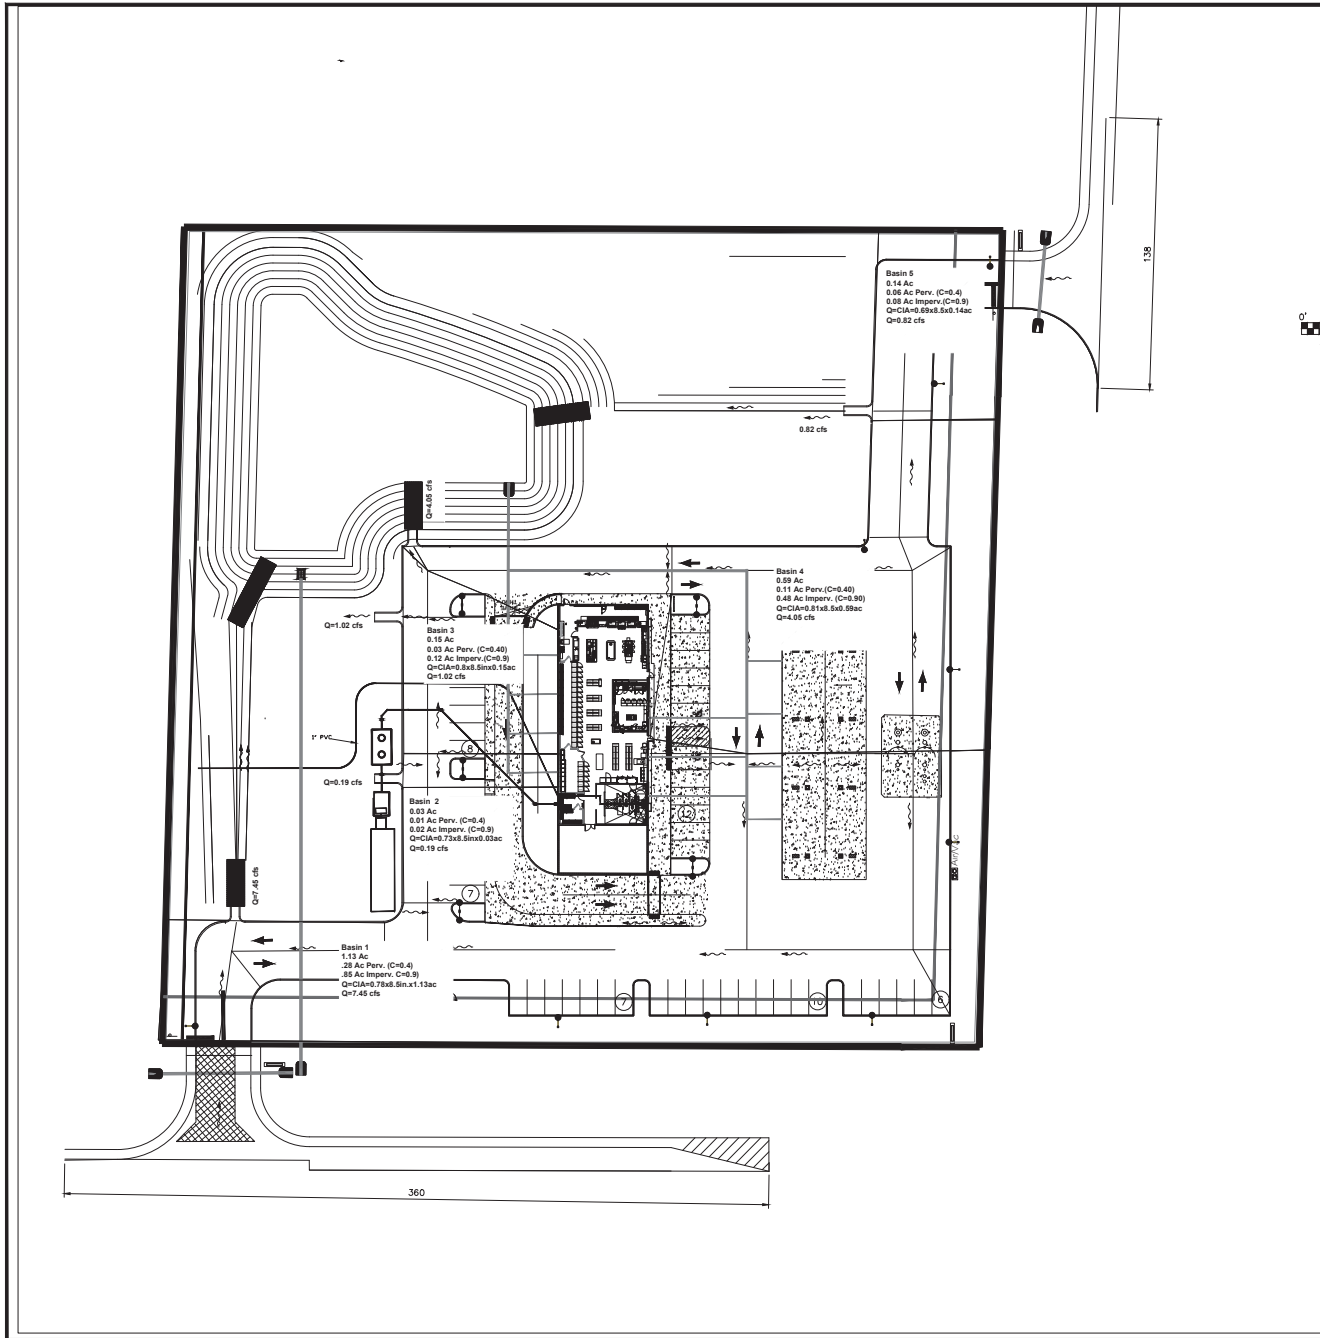 138
0'
Basin 5
0.14 Ac
0.06 Ac Perv. (C=0.4)
0.08 Ac Imperv.(C=0.9)
Q=CIA=0.69x8.5x0.14ac
Q=0.82 cfs
0.82 cfs
Q=4.05 cfs
Basin 4
0.59 Ac
0.11 Ac Perv.(C=0.40)
0.48 Ac Imperv. (C=0.90)
Q=CIA=0.81x8.5x0.59ac
Q=4.05 cfs
Q=1.02 cfs
Basin 3
0.15 Ac
0.03 Ac Perv. (C=0.40)
0.12 Ac Imperv.(C=0.9)
Q=CIA=0.8x8.5inx0.15ac
Q=1.02 cfs
1" PVC
8
Q=0.19 cfs
Basin 2
0.03 Ac
0.01 Ac Perv. (C=0.4)
0.02 Ac Imperv. (C=0.9)
Q=CIA=0.73x8.5inx0.03ac
Q=0.19 cfs
12
Air/Vac
Q=7.45 cfs
7
Basin 1
1.13 Ac
.28 Ac Perv. (C=0.4)
.85 Ac Imperv. C=0.9)
Q=CIA=0.78x8.5in.x1.13ac
Q=7.45 cfs
7
10
6
360